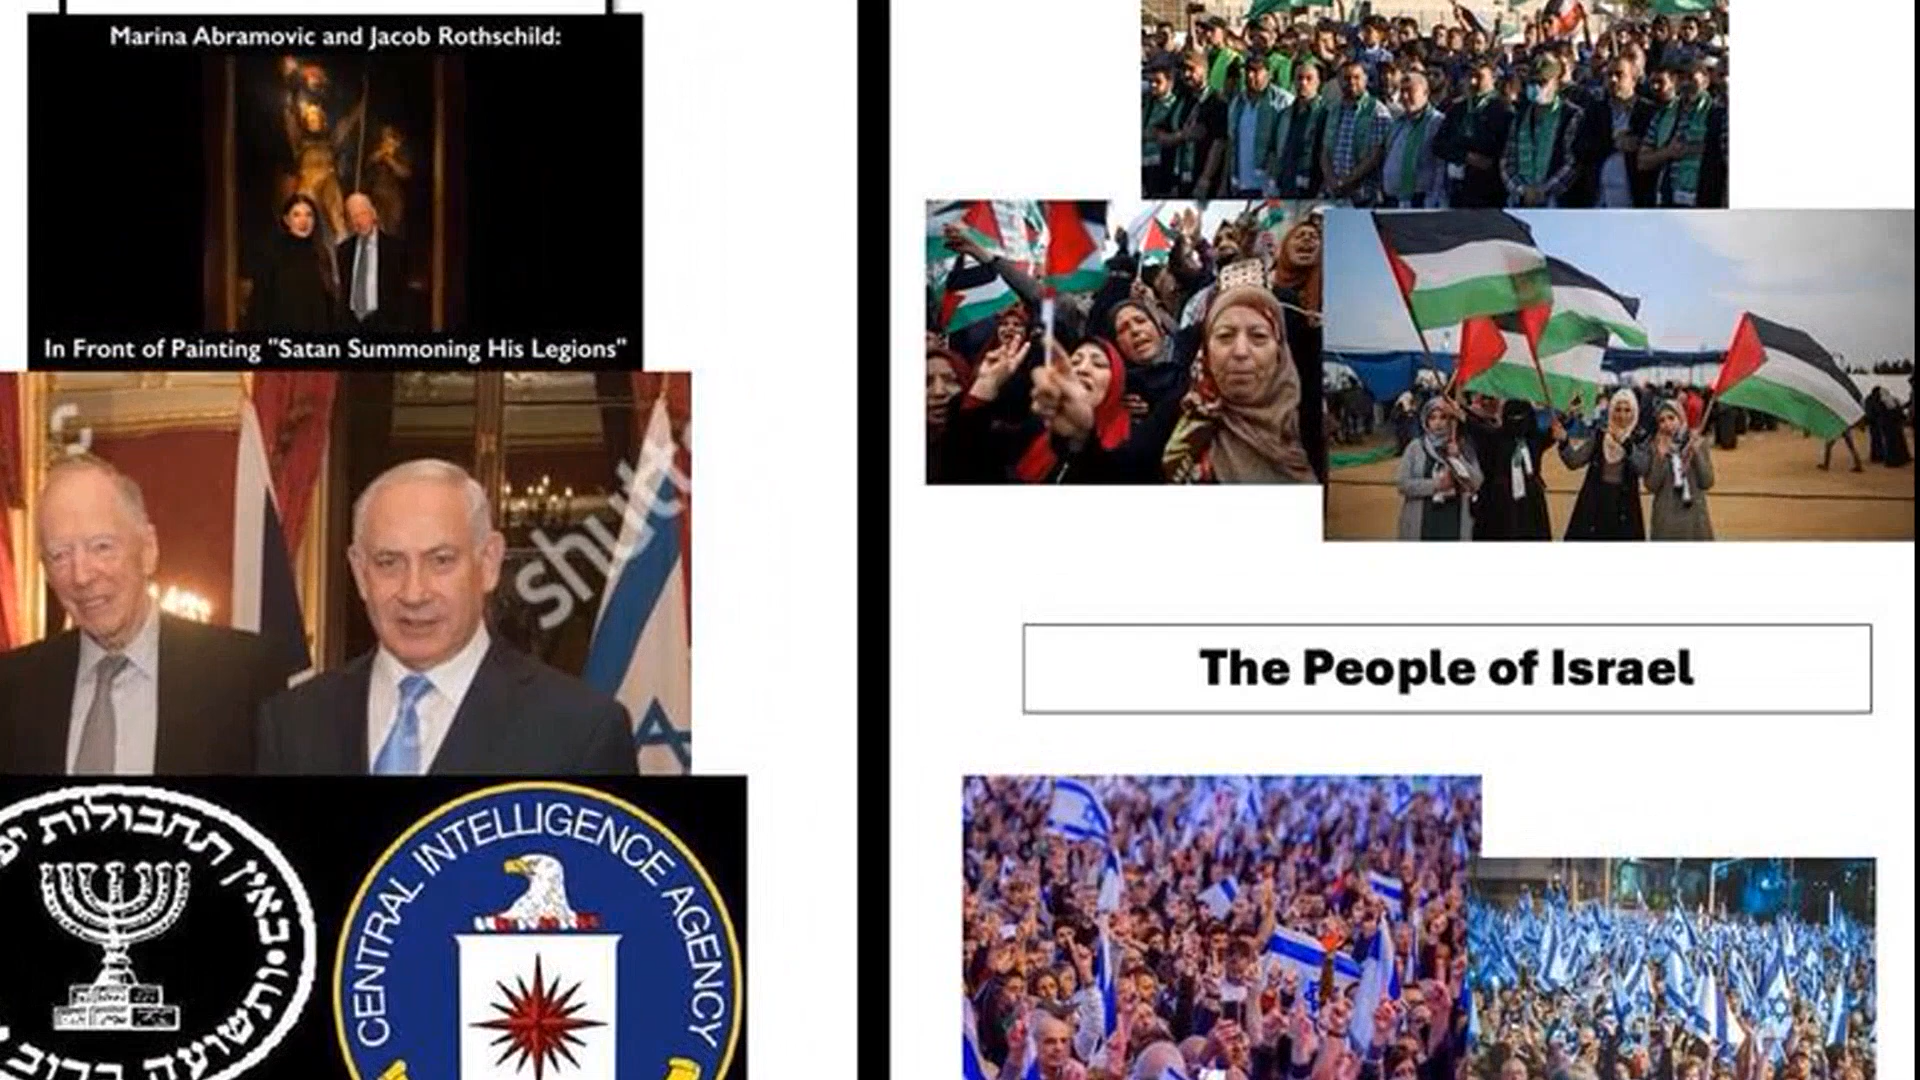 Marina Abramovic and Jacob Rothschild:
In Front of Painting "Satan Summoning His Legions"
shutt
CENTRAL INTELLIGENCE AGENCY
The People of Israel